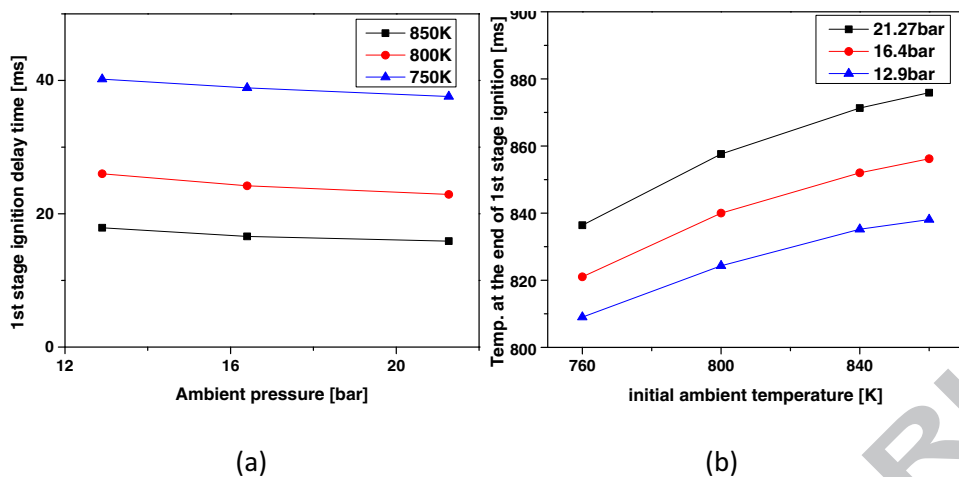 1st stage ignition delay time [ms]
40
20
0
12
16
20
Ambient pressure [bar]
850K
800K
750K
(a)
Temp. at the end of 1st stage ignition [ms]
900
880
860
840
820
800
760
800
840
initial ambient temperature [K]
21.27bar
16.4bar
12.9bar
(b)